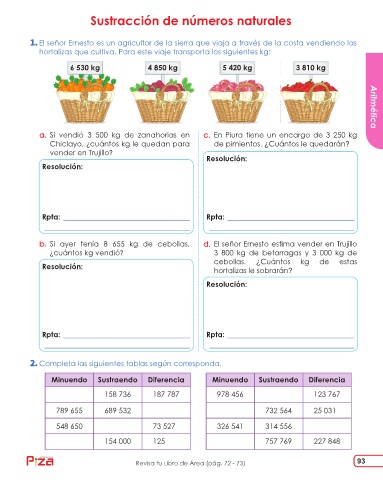 Sustracción de números naturales
1. El señor Ernesto es un agricultor de la sierra que viaja a través de la costa vendiendo las
hortalizas que cultiva. Para este viaje transporta los siguientes kg:
6 530 kg 4 850 kg 5 420 kg 3 810 kg
Aritmética
a. Si vendió 3 500 kg de zanahorias en
Chiclayo, ¿cuántos kg le quedan para
vender en Trujillo?
Resolución:
Rpta:
c. En Piura tiene un encargo de 3 250 kg
de pimientos. ¿Cuántos le quedarán?
Resolución:
Rpta:
b. Si ayer tenía 8 655 kg de cebollas,
¿cuántos kg vendió?
Resolución:
Rpta:
d. El señor Ernesto estima vender en Trujillo
3 800 kg de betarragas y 3 000 kg de
cebollas. ¿Cuántos kg de estas
hortalizas le sobrarán?
Resolución:
Rpta:
2. Completa las siguientes tablas según corresponda.
Minuendo Sustraendo Diferencia
158 736 187 787
789 655 689 532
548 650 73 527
154 000 125
Minuendo Sustraendo Diferencia
978 456 123 767
732 564 25 031
326 541 314 556
757 769 227 848
Revisa tu Libro de Área (pág. 72 - 73)
93